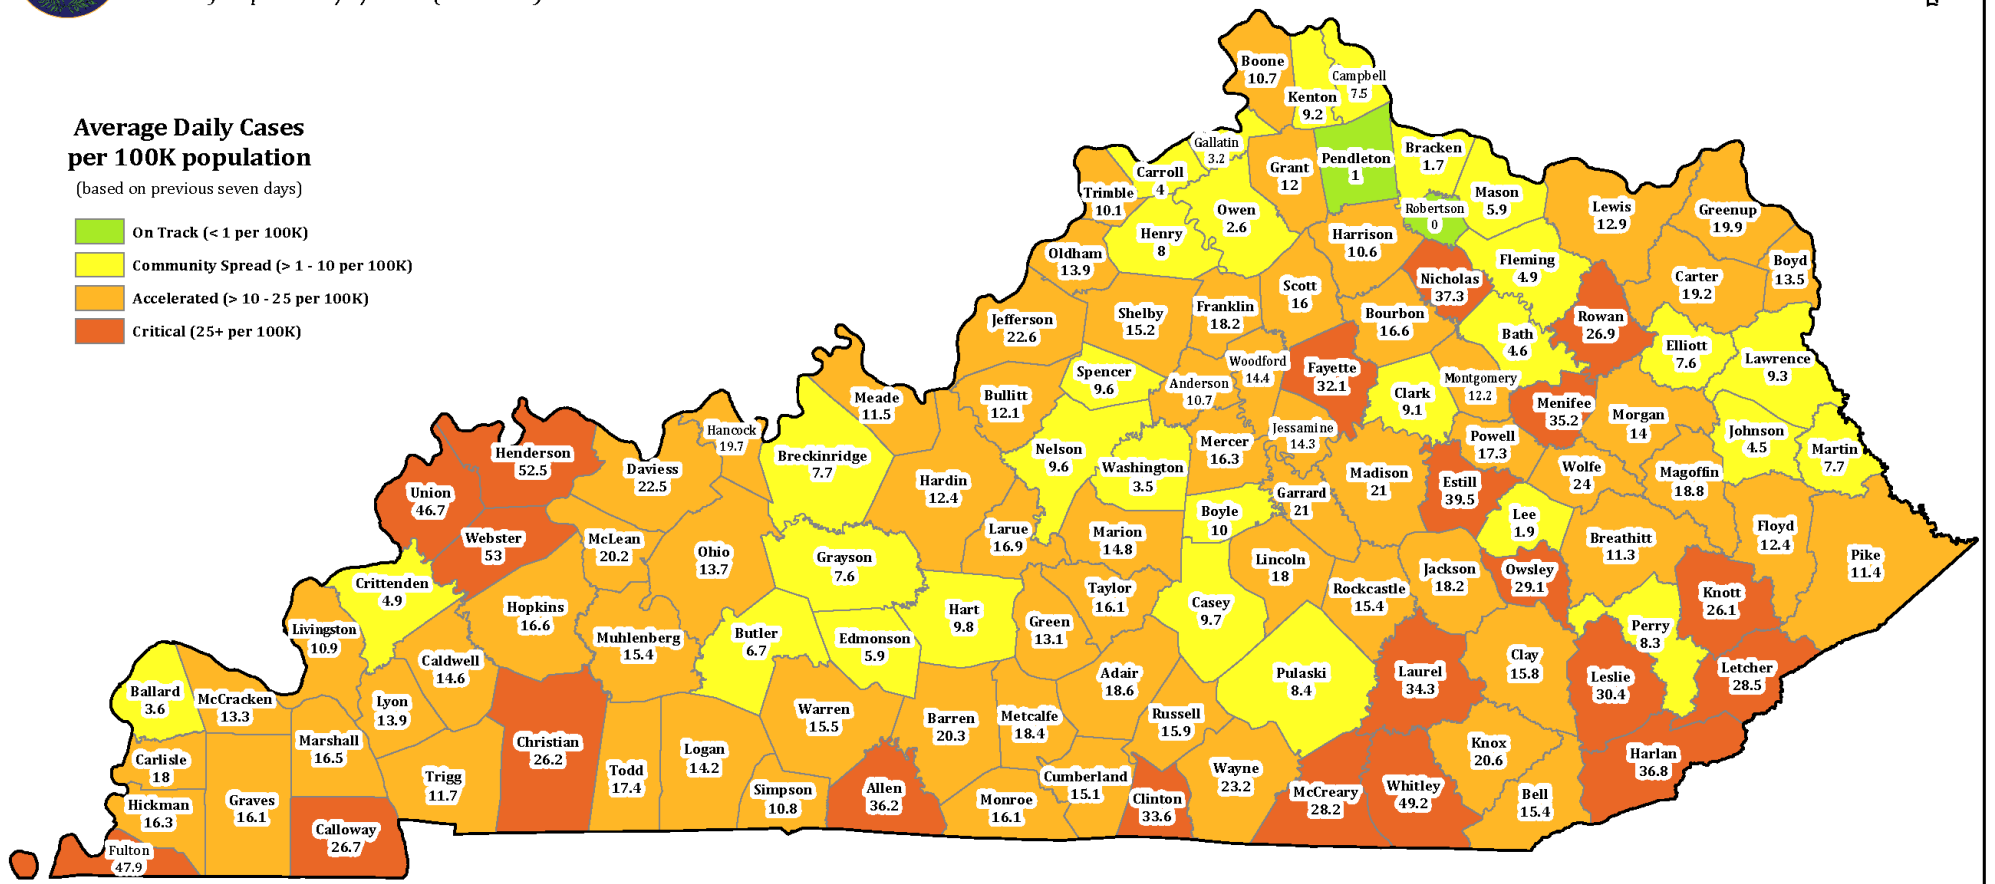 Average Daily Cases
per 100K population
(based on previous seven days)
On Track (< 1 per 100K)
Community Spread (> 1 - 10 per 100K)
Accelerated (> 10 - 25 per 100K)
Critical (25+ per 100K)
Boone
10.7
Kenton
9.2
Campbell
7.5
Gallatin
3.2
Carroll
4
Trimble
10.1
Grant
12
Pendleton
1
Bracken
1.7
Mason
5.9
Robertson
0
Lewis
12.9
Greenup
19.9
Boyd
13.5
Carter
19.2
Owen
2.6
Henry
8
Oldham
13.9
Harrison
10.6
Nicholas
37.3
Fleming
4.9
Rowan
26.9
Jefferson
22.6
Shelby
15.2
Franklin
18.2
Scott
16
Bourbon
16.6
Bath
4.6
Elliott
7.6
Lawrence
9.3
Spencer
9.6
Anderson
10.7
Woodford
14.4
Fayette
32.1
Clark
9.1
Montgomery
12.2
Menifee
35.2
Morgan
14
Johnson
4.5
Martin
7.7
Meade
11.5
Bullitt
12.1
Nelson
9.6
Washington
3.5
Mercer
16.3
Jessamine
14.3
Madison
21
Powell
17.3
Estill
39.5
Wolfe
24
Magoffin
18.8
Hancock
19.7
Breckinridge
7.7
Hardin
12.4
Henderson
52.5
Daviess
22.5
Union
46.7
Webster
53
McLean
20.2
Ohio
13.7
Grayson
7.6
Larue
16.9
Marion
14.8
Boyle
10
Garrard
21
Lincoln
18
Lee
1.9
Breathitt
11.3
Floyd
12.4
Pike
11.4
Crittenden
4.9
Hopkins
16.6
Muhlenberg
15.4
Butler
6.7
Edmonson
5.9
Hart
9.8
Green
13.1
Taylor
16.1
Casey
9.7
Rockcastle
15.4
Jackson
18.2
Owsley
29.1
Perry
8.3
Knott
26.1
Letcher
28.5
Livingston
10.9
Caldwell
14.6
Lyon
13.9
Ballard
3.6
McCracken
13.3
Marshall
16.5
Carlisle
18
Hickman
16.3
Graves
16.1
Fulton
47.9
Calloway
26.7
Trigg
11.7
Christian
26.2
Todd
17.4
Logan
14.2
Simpson
10.8
Warren
15.5
Allen
36.2
Barren
20.3
Metcalfe
18.4
Monroe
16.1
Adair
18.6
Cumberland
15.1
Russell
15.9
Clinton
33.6
Wayne
23.2
Pulaski
8.4
McCreary
28.2
Laurel
34.3
Whitley
49.2
Clay
15.8
Knox
20.6
Bell
15.4
Leslie
30.4
Harlan
36.8